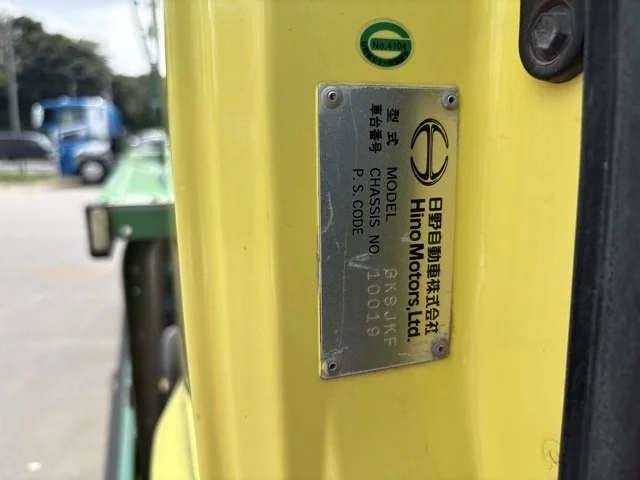 日野自動車株式会社
Hino Motors, Ltd.
型式 MODEL GK8JKF
車台番号 CHASSIS NO. 10019
P.S.CODE
No.4104